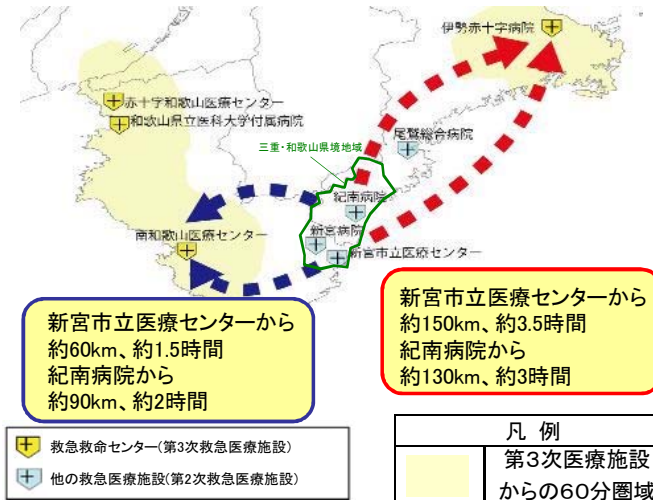 伊勢赤十字病院
赤十字和歌山医療センター
和歌山県立医科大学付属病院
尾鷲総合病院
三重・和歌山県境地域
紀南病院
新宮病院
南和歌山医療センター
新宮市立医療センター
新宮市立医療センターから
約60km、約1.5時間
紀南病院から
約90km、約2時間
新宮市立医療センターから
約150km、約3.5時間
紀南病院から
約130km、約3時間
救急救命センター(第3次救急医療施設)
他の救急医療施設(第2次救急医療施設)
凡 例
第3次医療施設
からの60分圏域